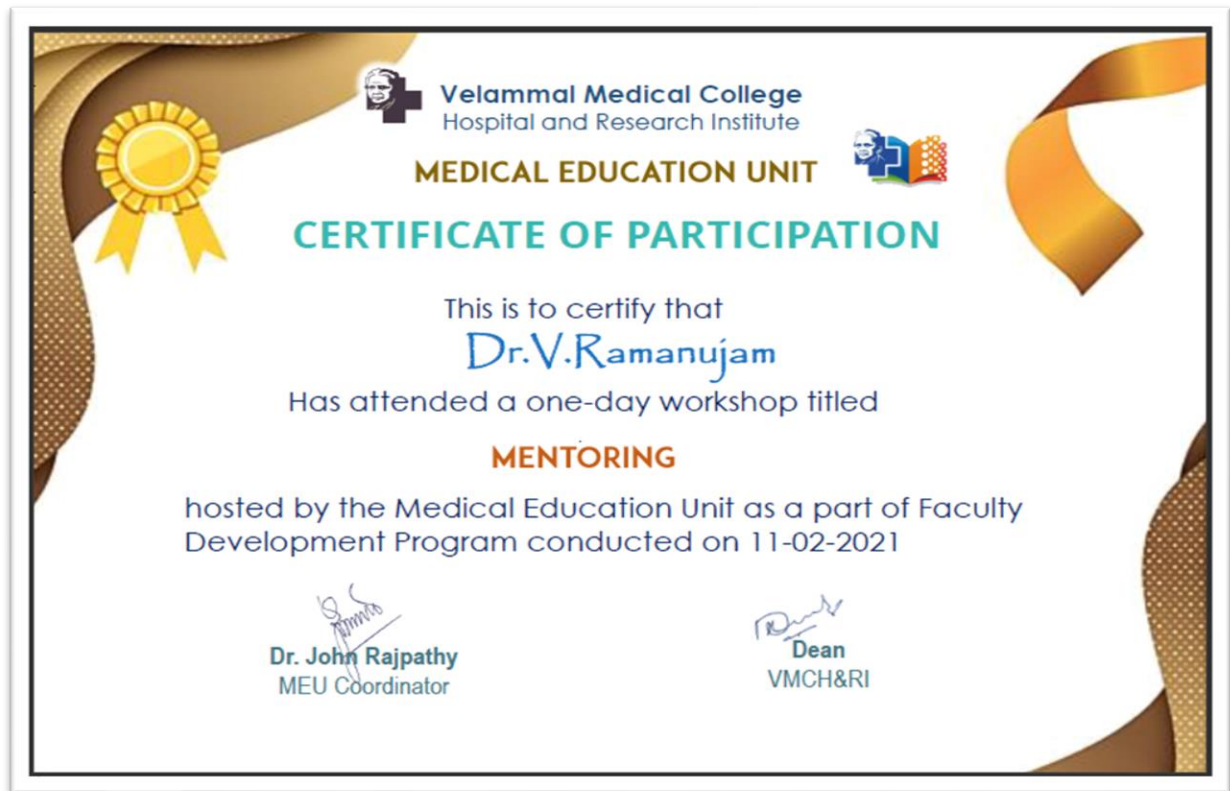 Velammal Medical College
Hospital and Research Institute
MEDICAL EDUCATION UNIT
CERTIFICATE OF PARTICIPATION
This is to certify that
Dr.V.Ramanujam
Has attended a one-day workshop titled
MENTORING
hosted by the Medical Education Unit as a part of Faculty
Development Program conducted on 11-02-2021
Dr. John Rajpathy
MEU Coordinator
Dean
VMCH&RI